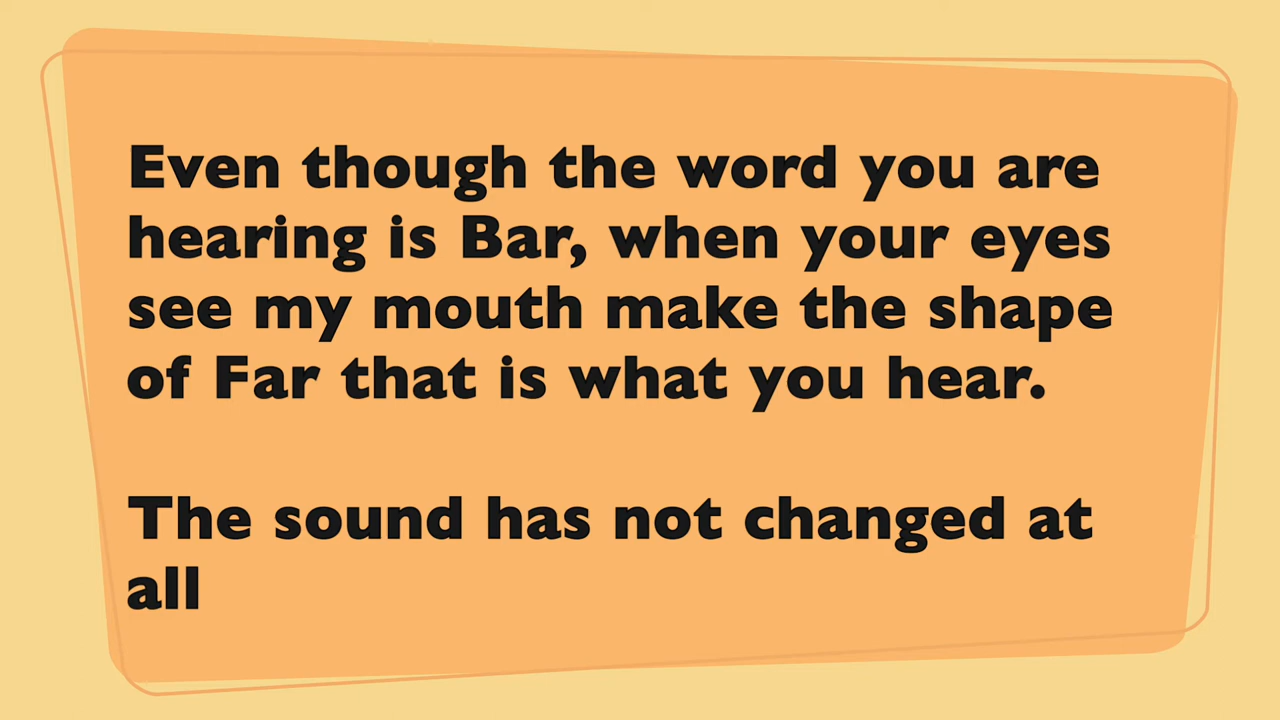 Even though the word you are
hearing is Bar, when your eyes
see my mouth make the shape
of Far that is what you hear.
The sound has not changed at
all